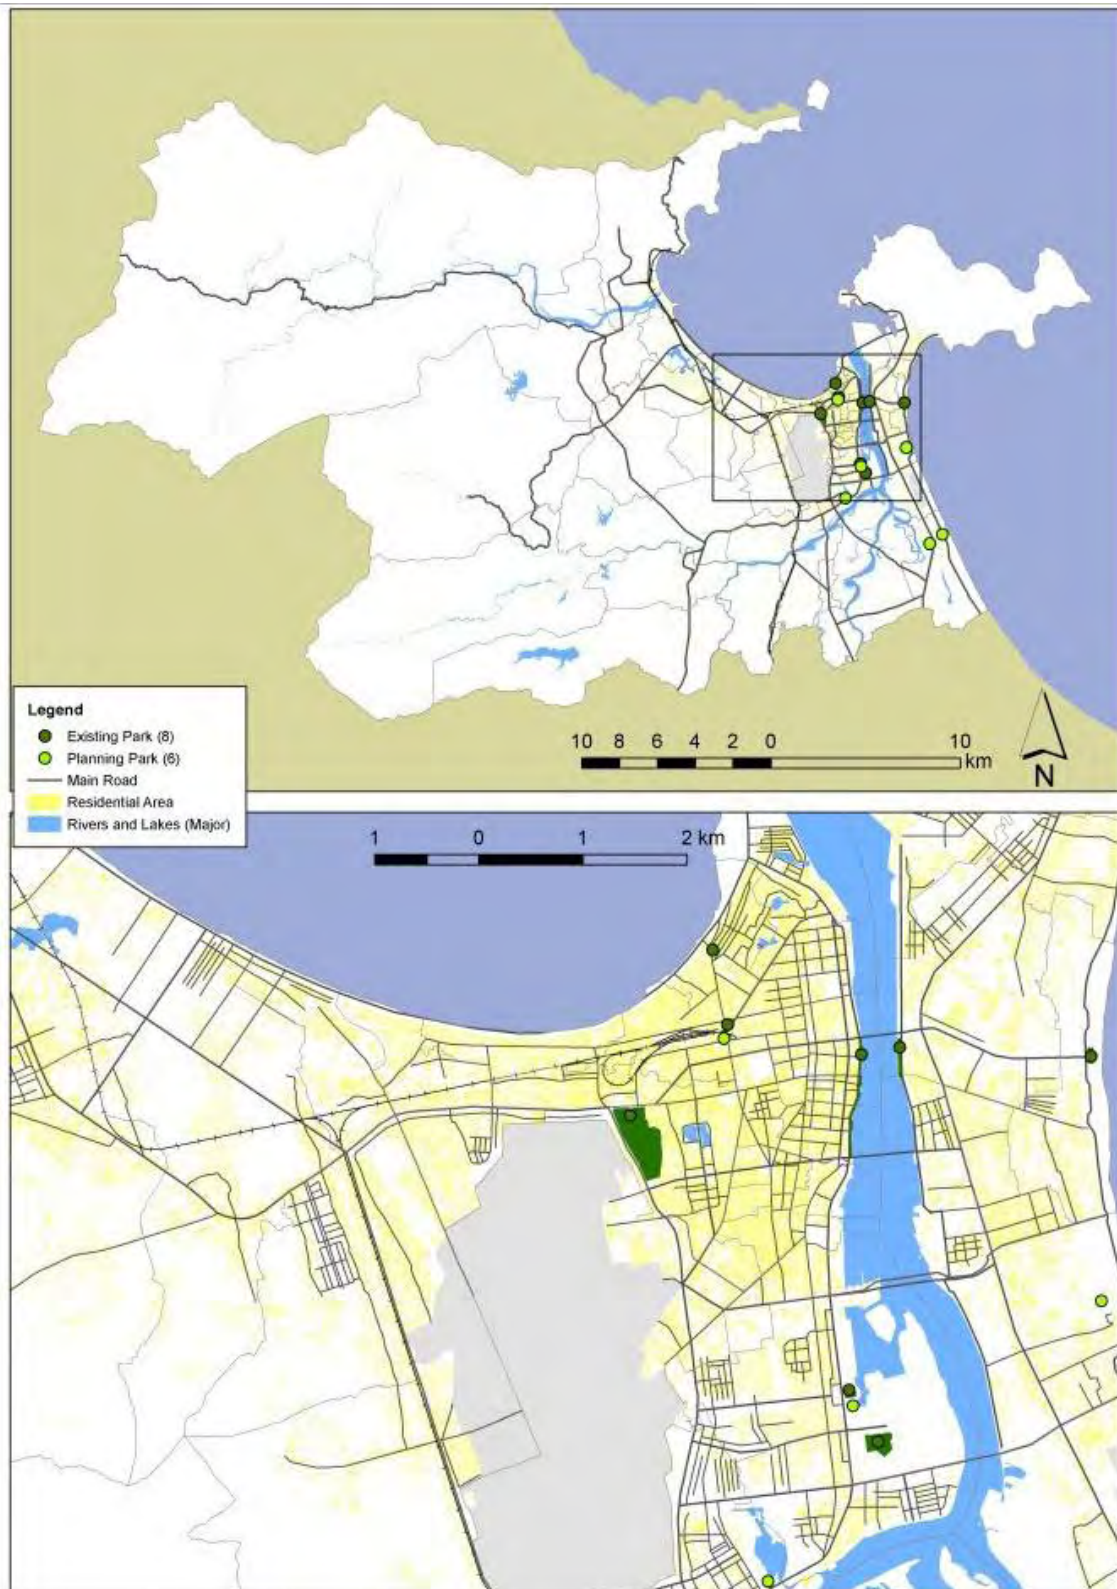 10 8 6 4 2 0 10
km
N
Legend
Existing Park (8)
Planning Park (6)
Main Road
Residential Area
Rivers and Lakes (Major)
1 0 1 2 km